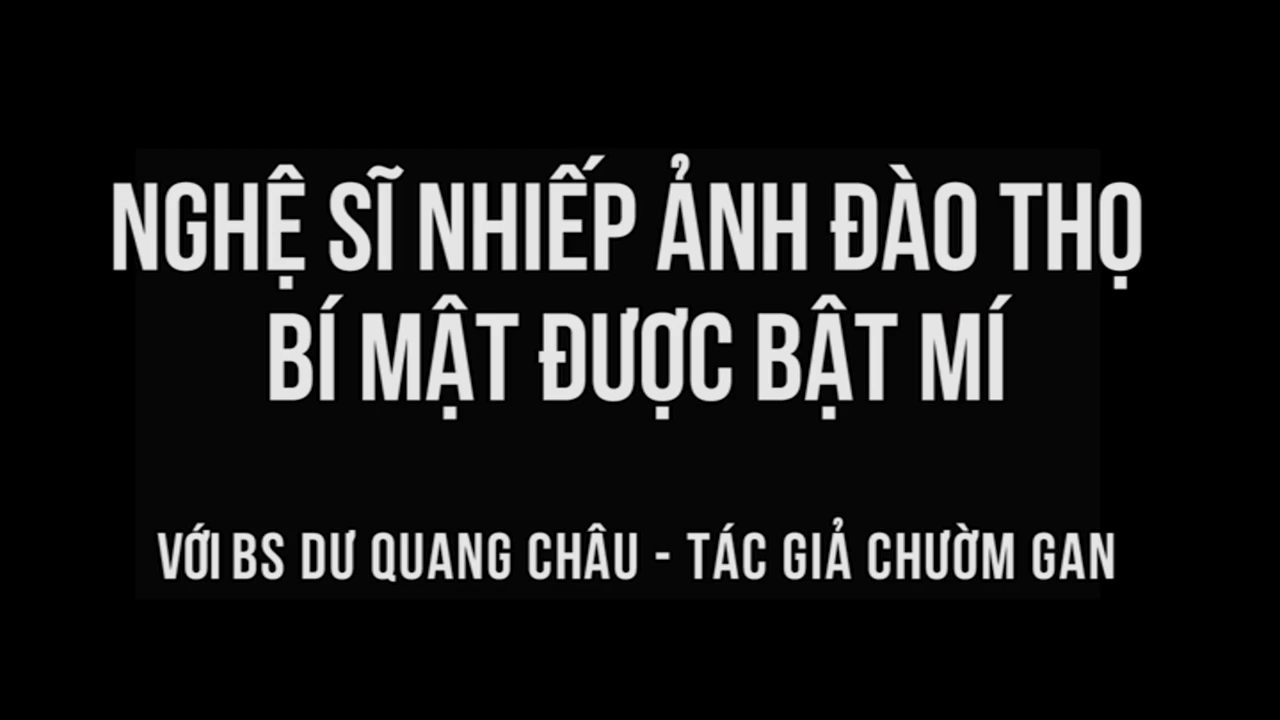 NGHỆ SĨ NHIẾP ẢNH ĐÀO THỌ
BÍ MẬT ĐƯỢC BẬT MÍ
VỚI BS DƯ QUANG CHÂU - TÁC GIẢ CHƯỜM GAN